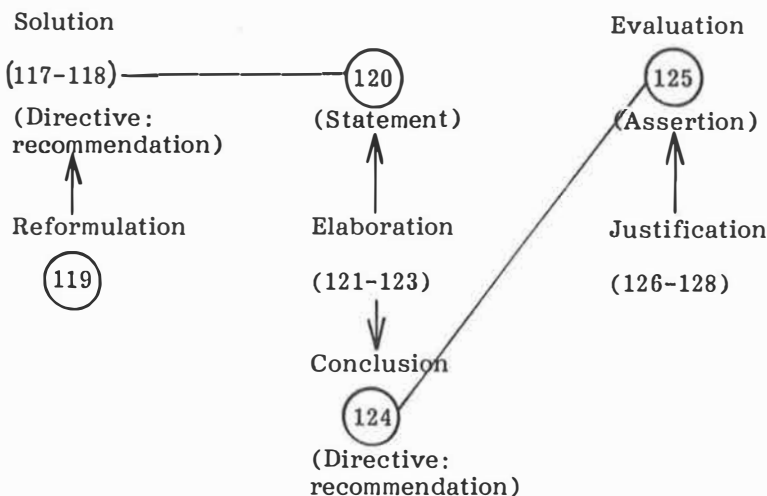 Solution
(117-118)
(Directive:
recommendation)
Reformulation
119
120
(Statement)
Elaboration
(121-123)
Conclusion
124
(Directive:
recommendation)
Evaluation
125
(Assertion)
Justification
(126-128)